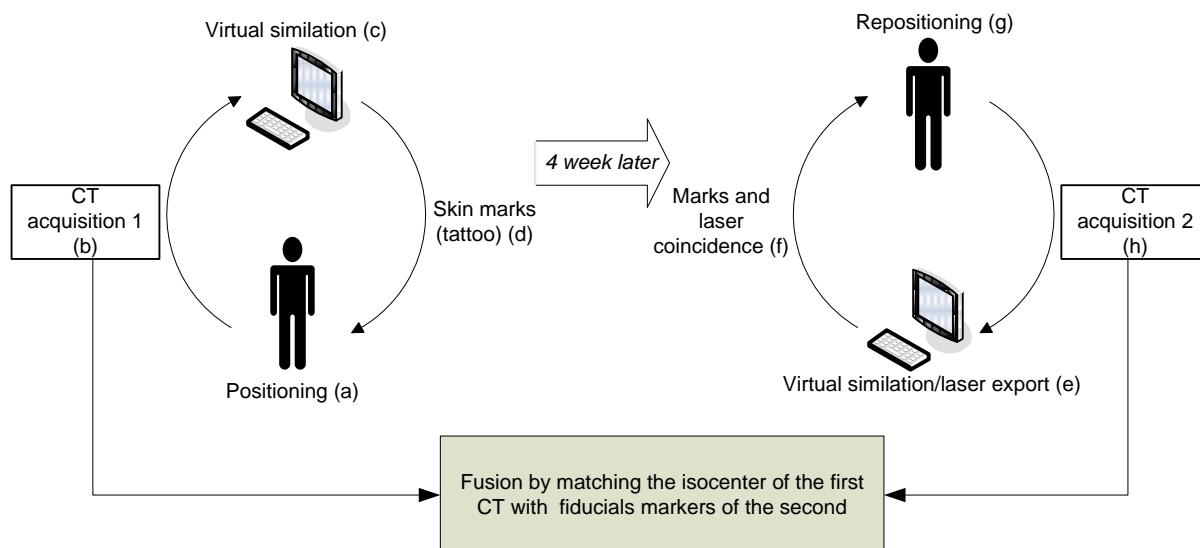 Virtual similation (c)
CT
acquisition 1
(b)
Skin marks
(tattoo) (d)
Positioning (a)
4 week later
Repositioning (g)
Marks and
laser
coincidence (f)
CT
acquisition 2
(h)
Virtual similation/laser export (e)
Fusion by matching the isocenter of the first
CT with fiducials markers of the second